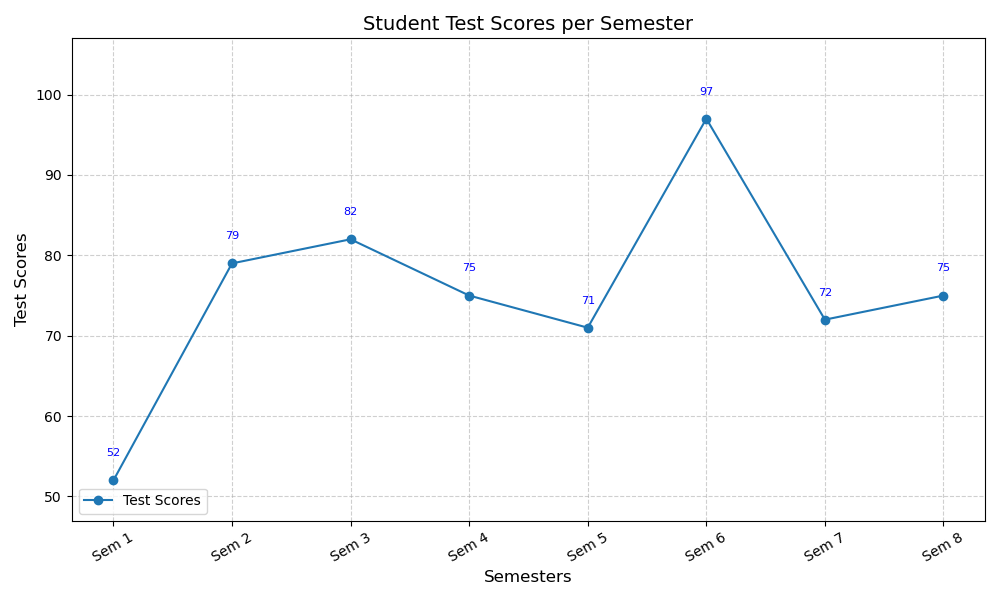 Student Test Scores per Semester
Test Scores
100
90
80
70
60
50
52
79
82
75
71
97
72
75
Test Scores
Sem 1
Sem 2
Sem 3
Sem 4
Sem 5
Sem 6
Sem 7
Sem 8
Semesters